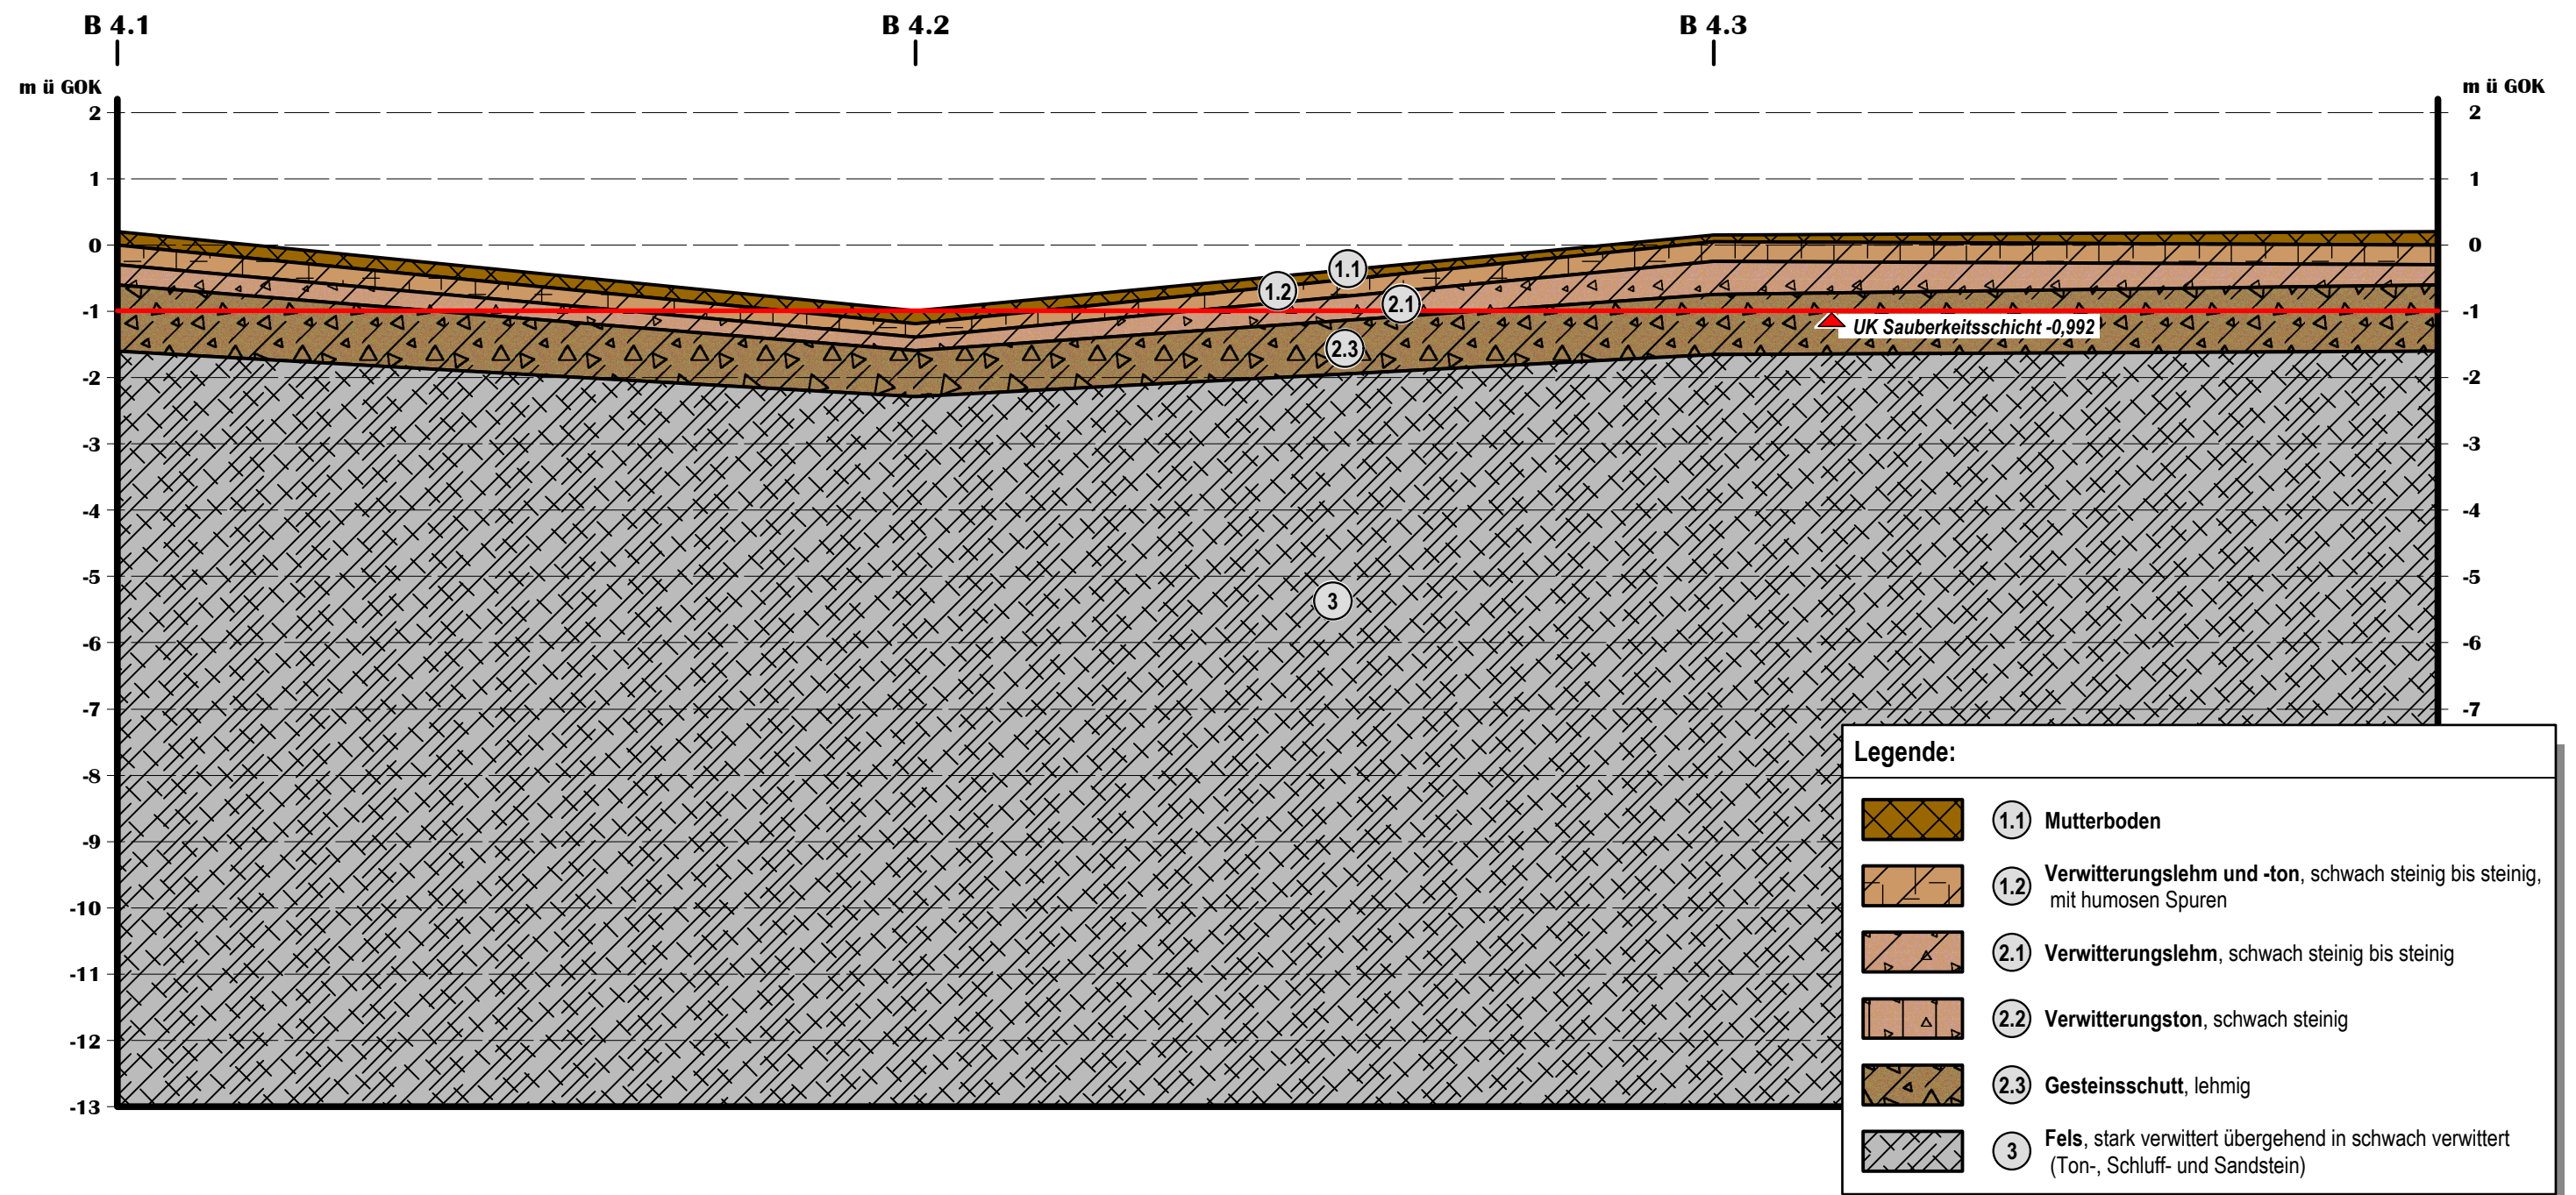 B 4.1 B 4.2 B 4.3
m ü GOK m ü GOK
2 2
1 1
0 0
-1 -1
-2 -2
-3 -3
-4 -4
-5 -5
-6 -6
-7 -7
-8
-9
-10
-11
-12
-13
1.1
1.2
2.1
UK Sauberkeitsschicht -0,992
2.3
3
Legende:
1.1 Mutterboden
1.2 Verwitterungslehm und -ton, schwach steinig bis steinig,
mit humosen Spuren
2.1 Verwitterungslehm, schwach steinig bis steinig
2.2 Verwitterungston, schwach steinig
2.3 Gesteinsschutt, lehmig
3 Fels, stark verwittert übergehend in schwach verwittert
(Ton-, Schluff- und Sandstein)